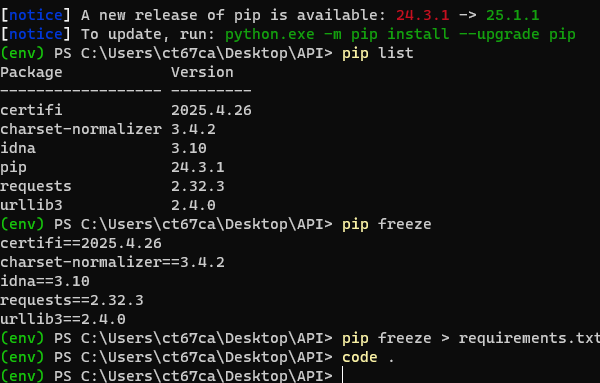 [notice] A new release of pip is available: 24.3.1 -> 25.1.1
[notice] To update, run: python.exe -m pip install --upgrade pip
(env) PS C:\Users\ct67ca\Desktop\API> pip list
Package            Version
------------------ ---------
certifi            2025.4.26
charset-normalizer 3.4.2
idna               3.10
pip                24.3.1
requests           2.32.3
urllib3            2.4.0
(env) PS C:\Users\ct67ca\Desktop\API> pip freeze
certifi==2025.4.26
charset-normalizer==3.4.2
idna==3.10
requests==2.32.3
urllib3==2.4.0
(env) PS C:\Users\ct67ca\Desktop\API> pip freeze > requirements.txt
(env) PS C:\Users\ct67ca\Desktop\API> code .
(env) PS C:\Users\ct67ca\Desktop\API>